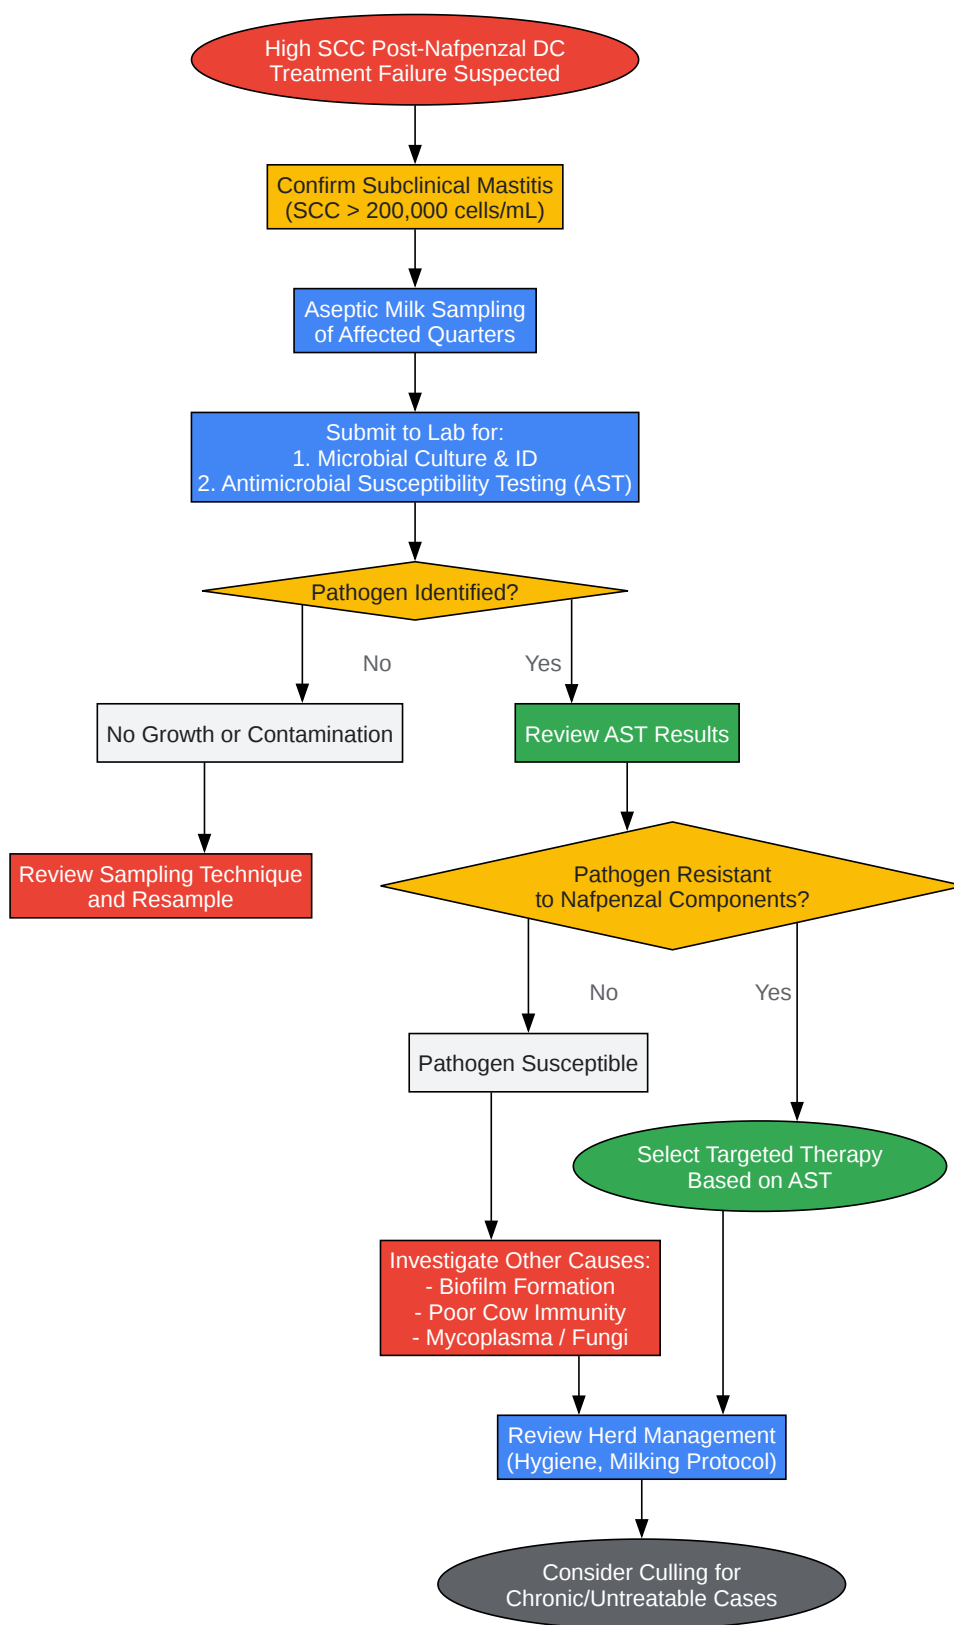 High SCC Post-Nafpenzal DC
Treatment Failure Suspected
Confirm Subclinical Mastitis
(SCC > 200,000 cells/mL)
Aseptic Milk Sampling
of Affected Quarters
Submit to Lab for:
1. Microbial Culture & ID
2. Antimicrobial Susceptibility Testing (AST)
Pathogen Identified?
No
Yes
No Growth or Contamination
Review AST Results
Review Sampling Technique
and Resample
Pathogen Resistant
to Nafpenzal Components?
No
Yes
Pathogen Susceptible
Select Targeted Therapy
Based on AST
Investigate Other Causes:
- Biofilm Formation
- Poor Cow Immunity
- Mycoplasma / Fungi
Review Herd Management
(Hygiene, Milking Protocol)
Consider Culling for
Chronic/Untreatable Cases